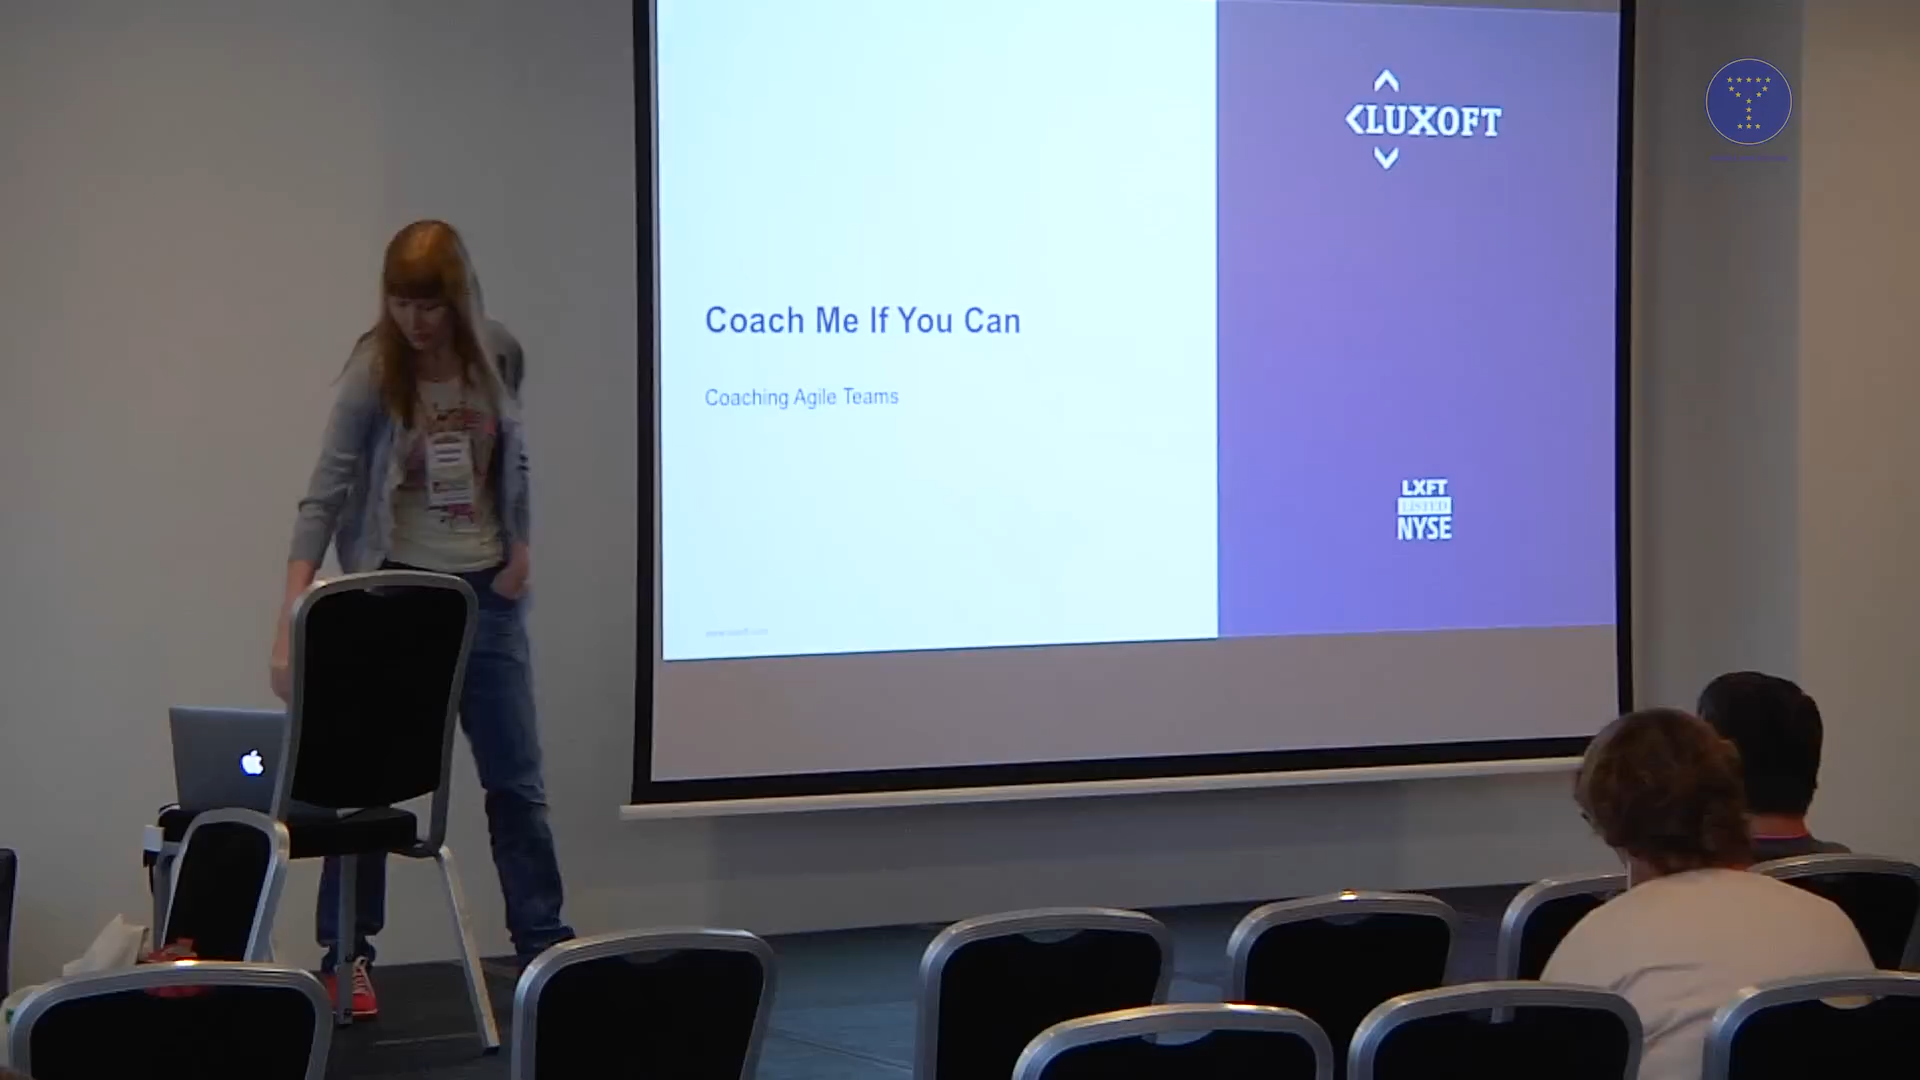 LUXOFT
Coach Me If You Can
Coaching Agile Teams
LXFT
LISTED
NYSE